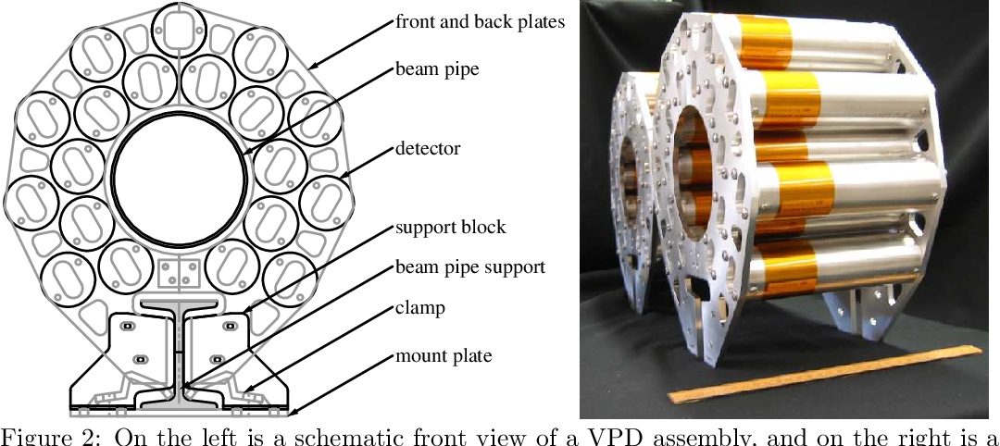 front and back plates
beam pipe
detector
support block
beam pipe support
clamp
mount plate
Figure 2: On the left is a schematic front view of a VPD assembly, and on the right is a